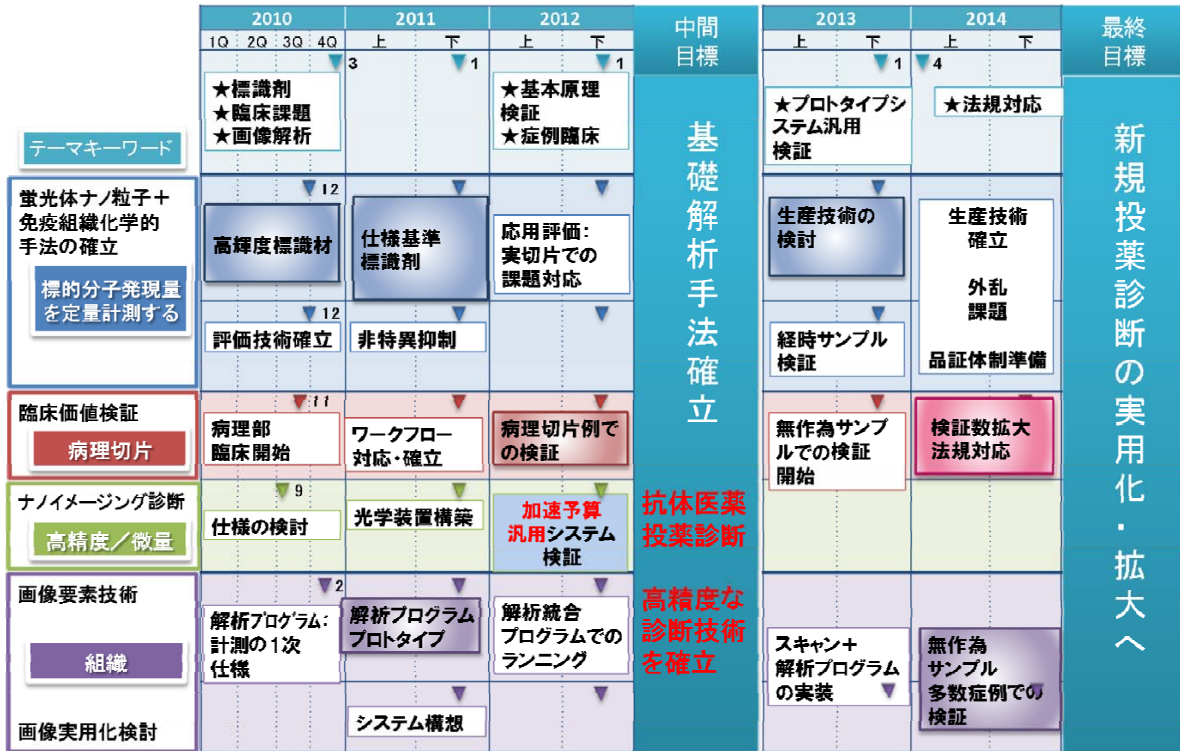 2010
2011
2012
中間
目標
2013
2014
最終
目標
1Q 2Q 3Q 4Q
上 下
上 下
上 下
上 下
3
1
1
1
4
テーマキーワード
★標識剤
★臨床課題
★画像解析
★基本原理
検証
★症例臨床
★プロトタイプシ
ステム汎用
検証
★法規対応
蛍光体ナノ粒子+
免疫組織化学的
手法の確立
標的分子発現量
を定量計測する
12
高輝度標識材
仕様基準
標識剤
応用評価:
実切片での
課題対応
生産技術の
検討
生産技術
確立
外乱
課題
品証体制準備
12
評価技術確立
非特異抑制
経時サンプル
検証
臨床価値検証
病理切片
11
病理部
臨床開始
ワークフロー
対応・確立
病理切片例で
の検証
無作為サンプ
ルでの検証
開始
検証数拡大
法規対応
ナノイメージング診断
高精度/微量
9
仕様の検討
光学装置構築
加速予算
汎用システム
検証
画像要素技術
組織
画像実用化検討
2
解析プログラム:
計測の1次
仕様
解析プログラム
プロトタイプ
解析統合
プログラムでの
ランニング
スキャン+
解析プログラム
の実装
無作為
サンプル
多数症例での
検証
システム構想
基礎解析手法確立
抗体医薬
投薬診断
高精度な
診断技術
を確立
新規投薬診断の実用化・拡大へ